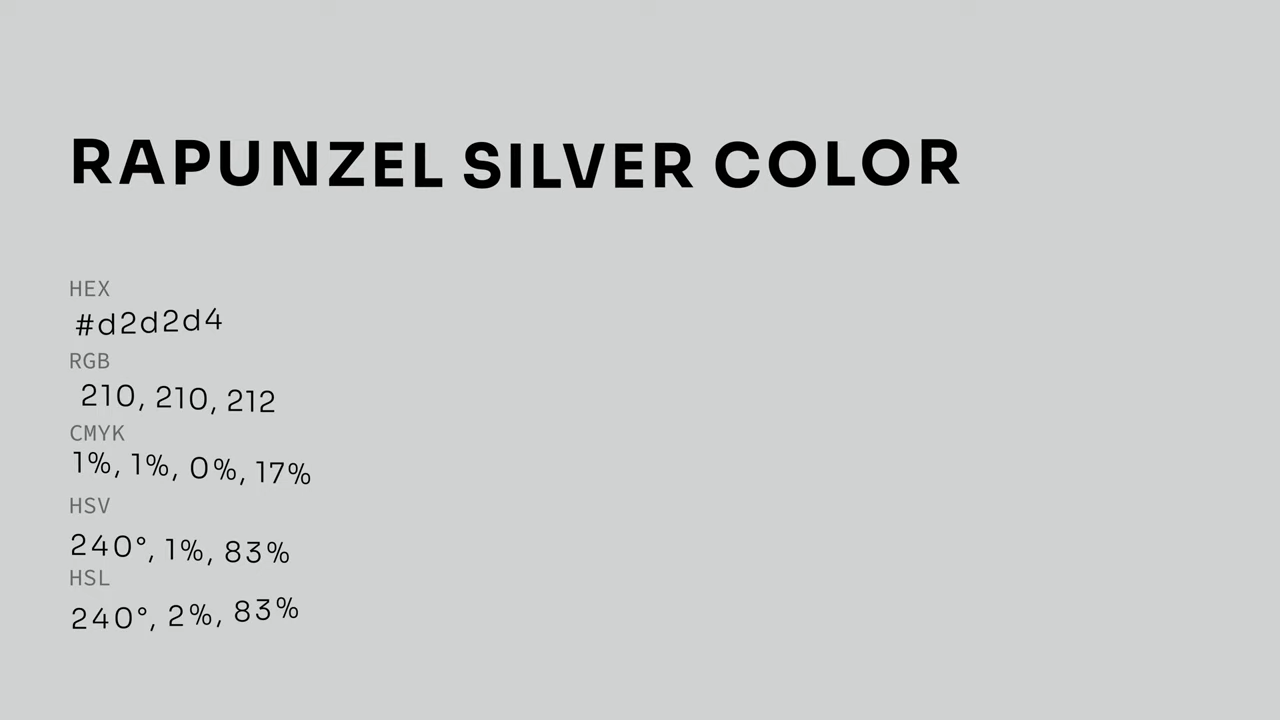 RAPUNZEL SILVER COLOR
HEX
#d2d2d4
RGB
210, 210, 212
CMYK
1%, 1%, 0%, 17%
HSV
240°, 1%, 83%
HSL
240°, 2%, 83%